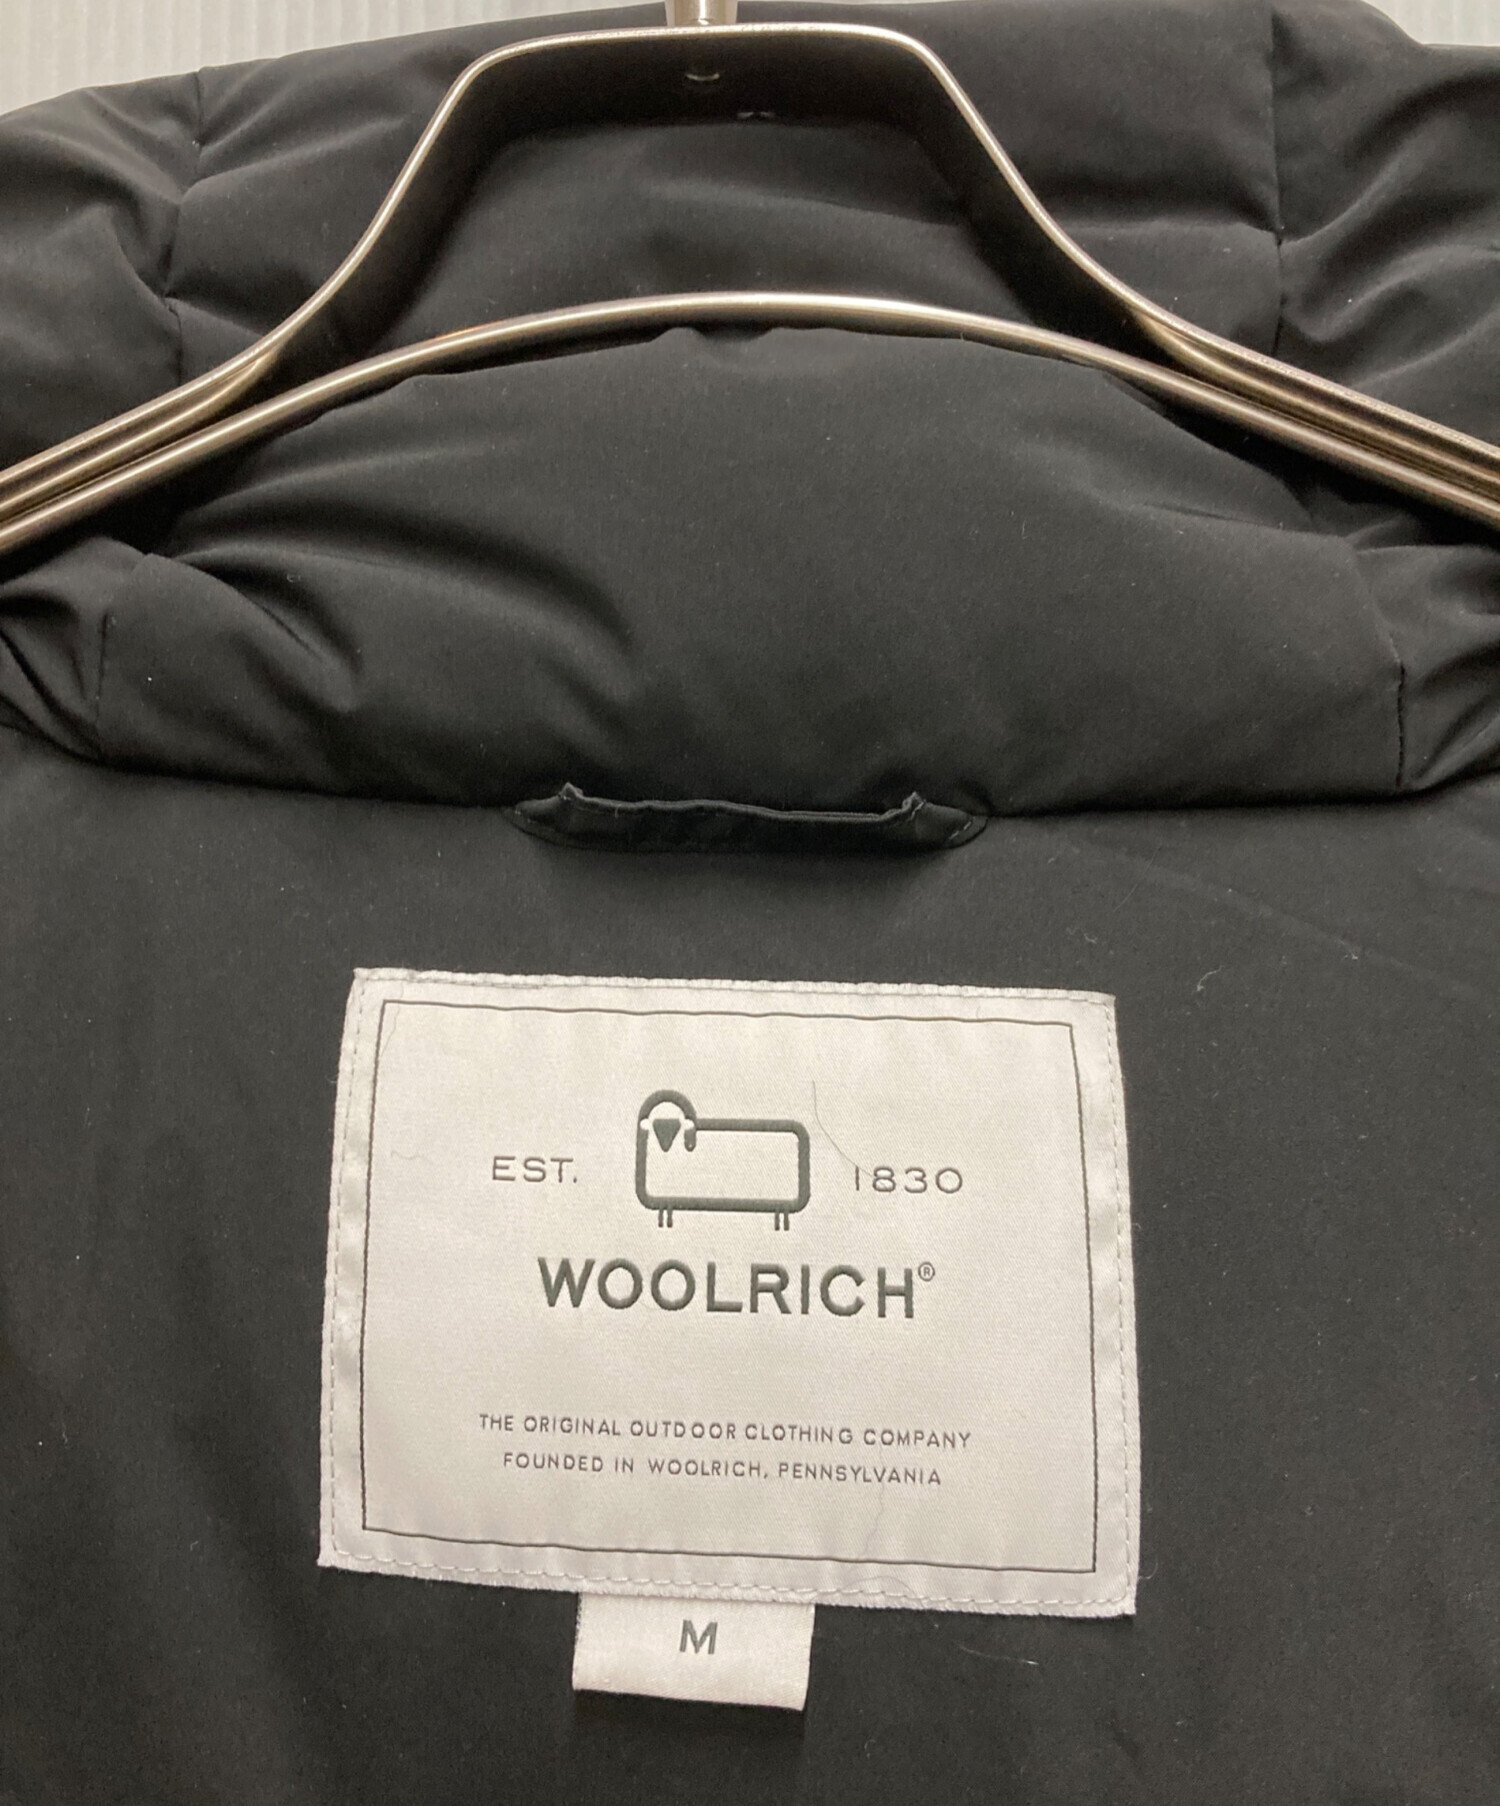 EST. 1830
WOOLRICH®
THE ORIGINAL OUTDOOR CLOTHING COMPANY
FOUNDED IN WOOLRICH, PENNSYLVANIA
M